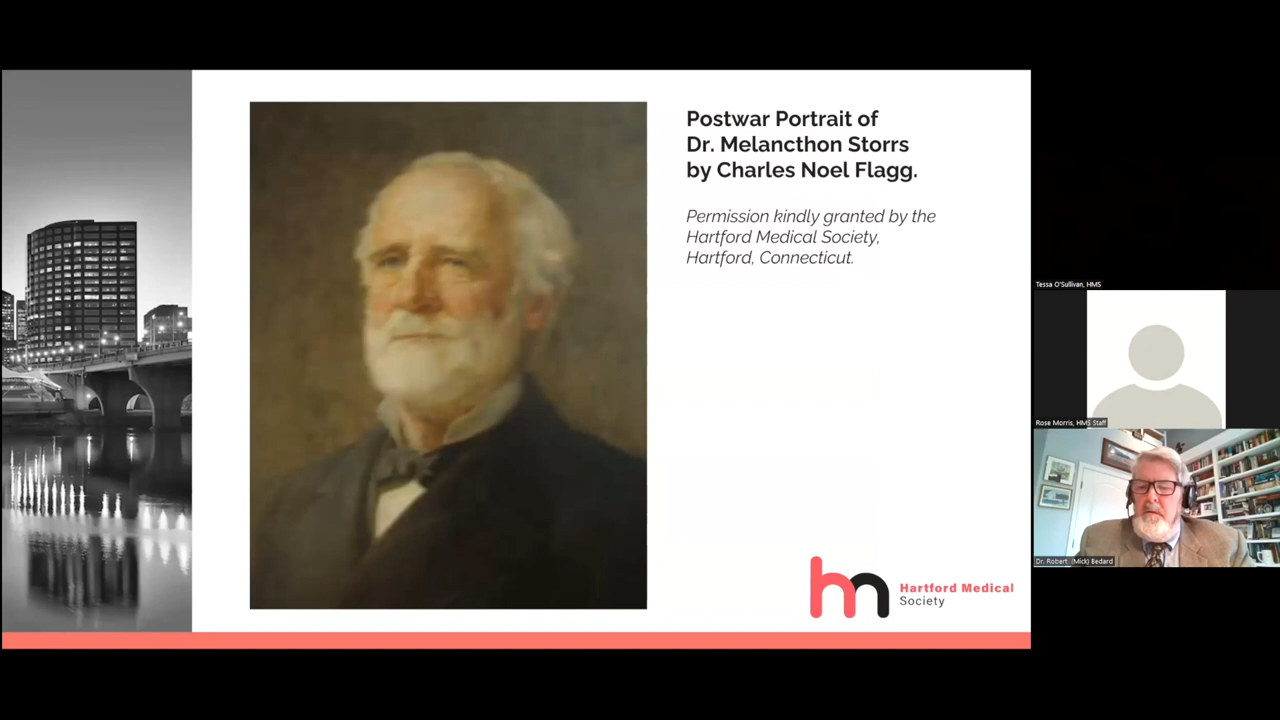 Postwar Portrait of
Dr. Melancthon Storrs
by Charles Noel Flagg.
Permission kindly granted by the
Hartford Medical Society,
Hartford, Connecticut.
hm
Hartford Medical
Society
Tessa O'Sullivan, HMS
Rose Morris, HMS Staff
Dr. Robert (Mick) Bedard